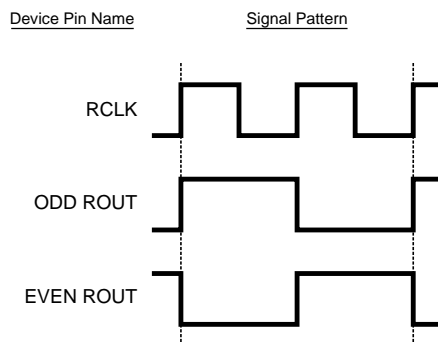 Device Pin Name Signal Pattern
RCLK
ODD ROUT
EVEN ROUT